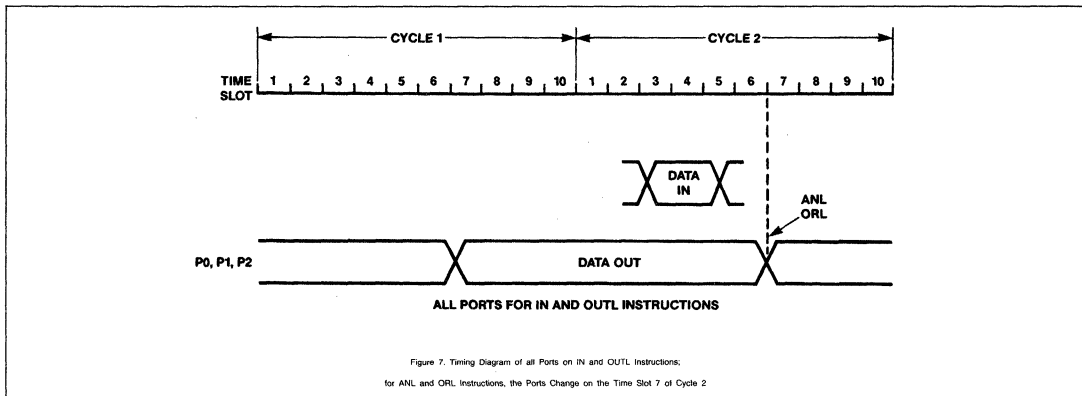 CYCLE 1 CYCLE 2
TIME SLOT 1 2 3 4 5 6 7 8 9 10 1 2 3 4 5 6 7 8 9 10
DATA IN
ANL ORL
P0, P1, P2 DATA OUT
ALL PORTS FOR IN AND OUTL INSTRUCTIONS
Figure 7. Timing Diagram of all Ports on IN and OUTL Instructions;
for ANL and ORL Instructions, the Ports Change on the Time Slot 7 of Cycle 2